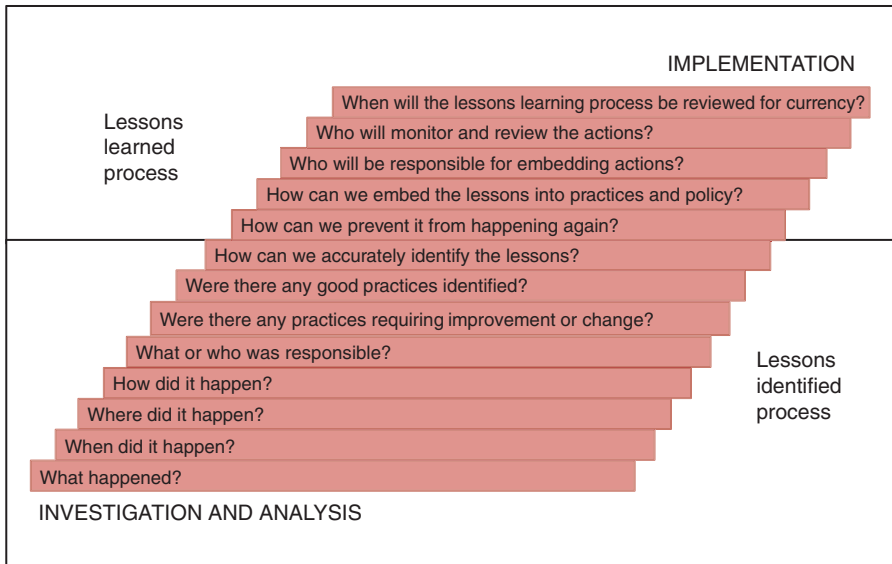 IMPLEMENTATION
When will the lessons learning process be reviewed for currency?
Lessons
learned
process
Who will monitor and review the actions?
Who will be responsible for embedding actions?
How can we embed the lessons into practices and policy?
How can we prevent it from happening again?
How can we accurately identify the lessons?
Were there any good practices identified?
Were there any practices requiring improvement or change?
What or who was responsible?
Lessons
identified
process
How did it happen?
Where did it happen?
When did it happen?
What happened?
INVESTIGATION AND ANALYSIS